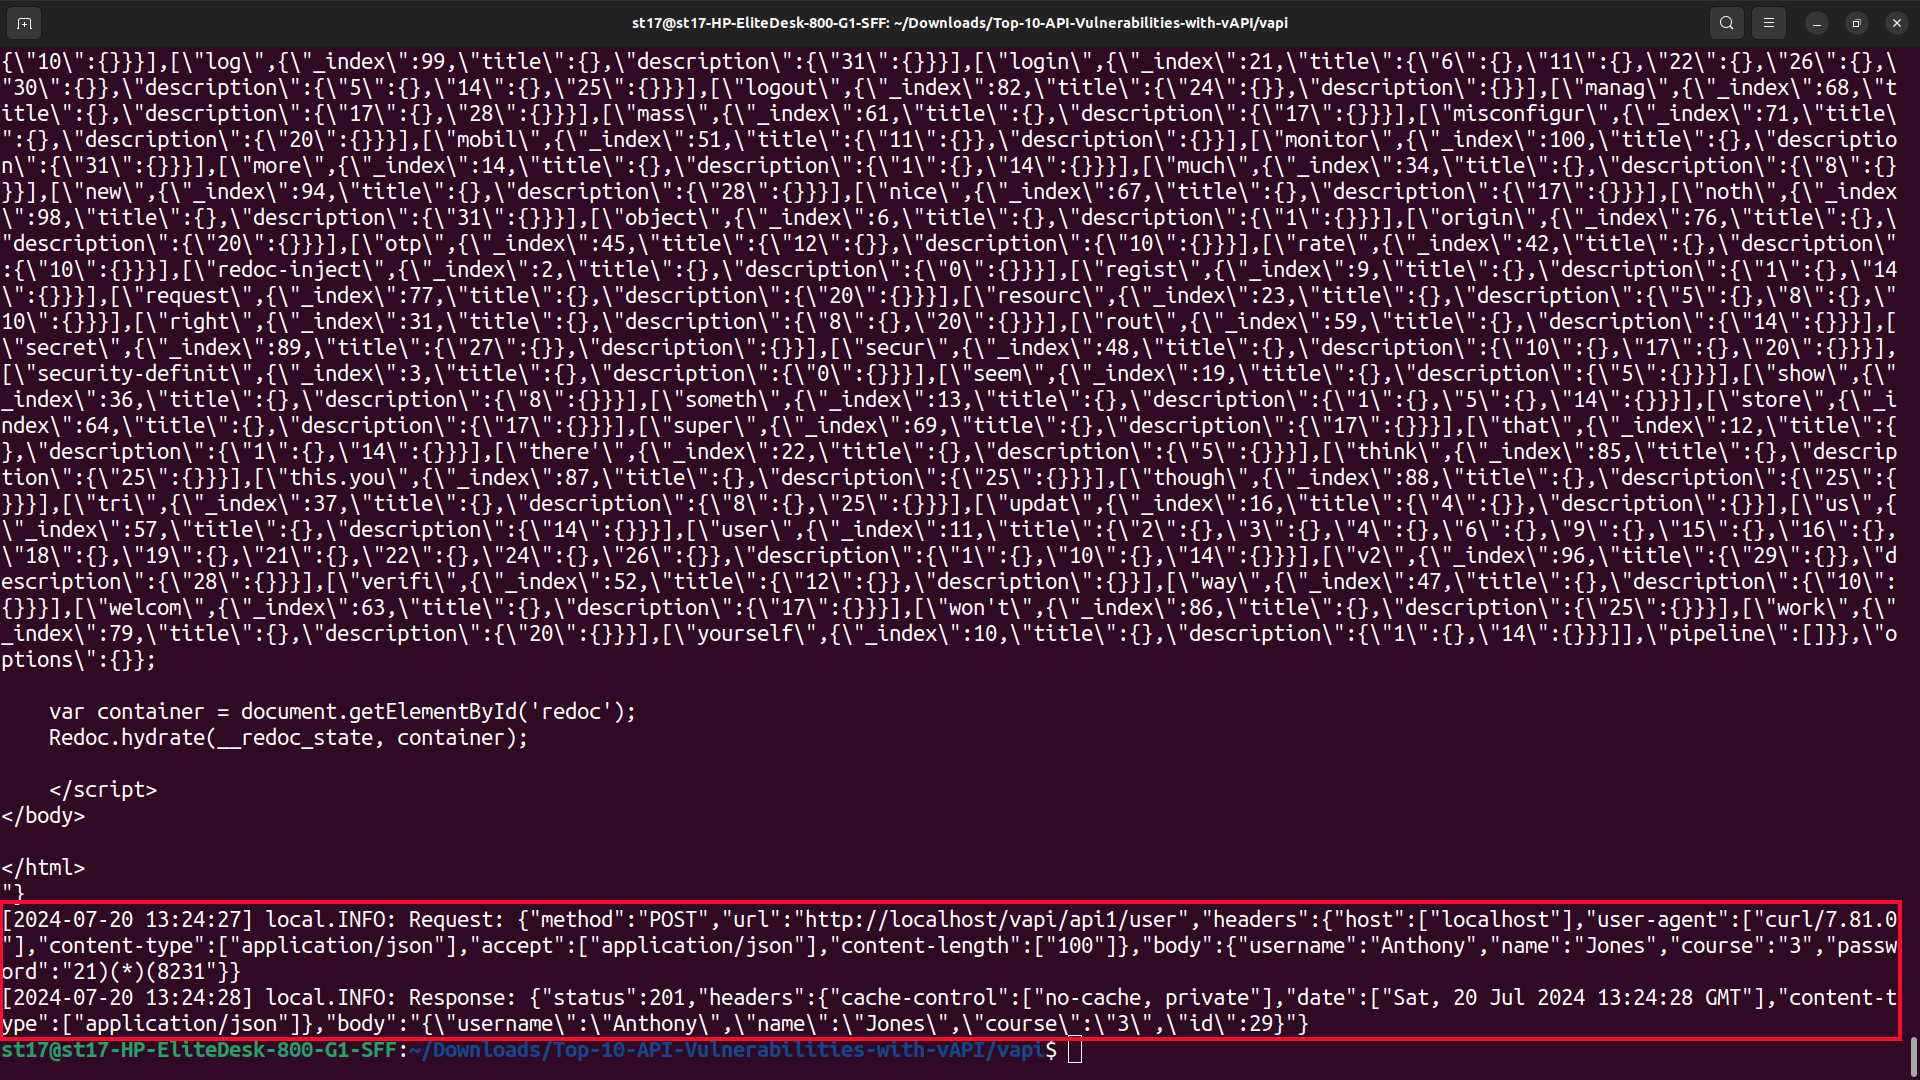 st17@st17-HP-EliteDesk-800-G1-SFF: ~/Downloads/Top-10-API-Vulnerabilities-with-vAPI/vapi
{\"10\":{}}}],[\"log\",{\"_index\":99,\"title\":{},\"description\":{\"31\":{}}}],[\"login\",{\"_index\":21,\"title\":{\"6\":{},\"11\":{},\"22\":{},\"26\":{},\
"30\":{}},\"description\":{\"5\":{},\"14\":{},\"25\":{}}}],[\"logout\",{\"_index\":82,\"title\":{\"24\":{}},\"description\":{}}],[\"manag\",{\"_index\":68,\"t
itle\":{},\"description\":{\"17\":{},\"28\":{}}}],[\"mass\",{\"_index\":61,\"title\":{},\"description\":{\"17\":{}}}],[\"misconfigur\",{\"_index\":71,\"title\
":{},\"description\":{\"20\":{}}}],[\"mobil\",{\"_index\":51,\"title\":{\"11\":{}},\"description\":{}}],[\"monitor\",{\"_index\":100,\"title\":{},\"descriptio
n\":{\"31\":{}}}],[\"more\",{\"_index\":14,\"title\":{},\"description\":{\"1\":{},\"14\":{}}}],[\"much\",{\"_index\":34,\"title\":{},\"description\":{\"8\":{}
}}],[\"new\",{\"_index\":94,\"title\":{},\"description\":{\"28\":{}}}],[\"nice\",{\"_index\":67,\"title\":{},\"description\":{\"17\":{}}}],[\"noth\",{\"_index
\":98,\"title\":{},\"description\":{\"31\":{}}}],[\"object\",{\"_index\":6,\"title\":{},\"description\":{\"1\":{}}}],[\"origin\",{\"_index\":76,\"title\":{},\
"description\":{\"20\":{}}}],[\"otp\",{\"_index\":45,\"title\":{\"12\":{}},\"description\":{\"10\":{}}}],[\"rate\",{\"_index\":42,\"title\":{},\"description\"
:{\"10\":{}}}],[\"redoc-inject\",{\"_index\":2,\"title\":{},\"description\":{\"0\":{}}}],[\"regist\",{\"_index\":9,\"title\":{},\"description\":{\"1\":{},\"14
\":{}}}],[\"request\",{\"_index\":77,\"title\":{},\"description\":{\"20\":{}}}],[\"resourc\",{\"_index\":23,\"title\":{},\"description\":{\"5\":{},\"8\":{},\"
10\":{}}}],[\"right\",{\"_index\":31,\"title\":{},\"description\":{\"8\":{},\"20\":{}}}],[\"rout\",{\"_index\":59,\"title\":{},\"description\":{\"14\":{}}}],[
\"secret\",{\"_index\":89,\"title\":{\"27\":{}},\"description\":{}}],[\"secur\",{\"_index\":48,\"title\":{},\"description\":{\"10\":{},\"17\":{},\"20\":{}}}],
[\"security-definit\",{\"_index\":3,\"title\":{},\"description\":{\"0\":{}}}],[\"seem\",{\"_index\":19,\"title\":{},\"description\":{\"5\":{}}}],[\"show\",{\"
_index\":36,\"title\":{},\"description\":{\"8\":{}}}],[\"someth\",{\"_index\":13,\"title\":{},\"description\":{\"1\":{},\"5\":{},\"14\":{}}}],[\"store\",{\"_i
ndex\":64,\"title\":{},\"description\":{\"17\":{}}}],[\"super\",{\"_index\":69,\"title\":{},\"description\":{\"17\":{}}}],[\"that\",{\"_index\":12,\"title\":{
},\"description\":{\"1\":{},\"14\":{}}}],[\"there'\",{\"_index\":22,\"title\":{},\"description\":{\"5\":{}}}],[\"think\",{\"_index\":85,\"title\":{},\"descrip
tion\":{\"25\":{}}}],[\"this.you\",{\"_index\":87,\"title\":{},\"description\":{\"25\":{}}}],[\"though\",{\"_index\":88,\"title\":{},\"description\":{\"25\":{
}}}],[\"tri\",{\"_index\":37,\"title\":{},\"description\":{\"8\":{},\"25\":{}}}],[\"updat\",{\"_index\":16,\"title\":{\"4\":{}},\"description\":{}}],[\"us\",{
\"_index\":57,\"title\":{},\"description\":{\"14\":{}}}],[\"user\",{\"_index\":11,\"title\":{\"2\":{},\"3\":{},\"4\":{},\"6\":{},\"9\":{},\"15\":{},\"16\":{},
\"18\":{},\"19\":{},\"21\":{},\"22\":{},\"24\":{},\"26\":{}},\"description\":{\"1\":{},\"10\":{},\"14\":{}}}],[\"v2\",{\"_index\":96,\"title\":{\"29\":{}},\"d
escription\":{\"28\":{}}}],[\"verifi\",{\"_index\":52,\"title\":{\"12\":{}},\"description\":{}}],[\"way\",{\"_index\":47,\"title\":{},\"description\":{\"10\":
{}}}],[\"welcom\",{\"_index\":63,\"title\":{},\"description\":{\"17\":{}}}],[\"won't\",{\"_index\":86,\"title\":{},\"description\":{\"25\":{}}}],[\"work\",{\"
_index\":79,\"title\":{},\"description\":{\"20\":{}}}],[\"yourself\",{\"_index\":10,\"title\":{},\"description\":{\"1\":{},\"14\":{}}}]],\"pipeline\":[]}},\"o
ptions\":{}};
var container = document.getElementById('redoc');
Redoc.hydrate(__redoc_state, container);
</script>
</body>
</html>
"}
[2024-07-20 13:24:27] local.INFO: Request: {"method":"POST","url":"http://localhost/vapi/api1/user","headers":{"host":["localhost"],"user-agent":["curl/7.81.0
"],"content-type":["application/json"],"accept":["application/json"],"content-length":["100"]},"body":{"username":"Anthony","name":"Jones","course":"3","passw
ord":"21)(*)(8231"}}
[2024-07-20 13:24:28] local.INFO: Response: {"status":201,"headers":{"cache-control":["no-cache, private"],"date":["Sat, 20 Jul 2024 13:24:28 GMT"],"content-t
ype":["application/json"]},"body":"{\"username\":\"Anthony\",\"name\":\"Jones\",\"course\":\"3\",\"id\":29}"}
st17@st17-HP-EliteDesk-800-G1-SFF:~/Downloads/Top-10-API-Vulnerabilities-with-vAPI/vapi$